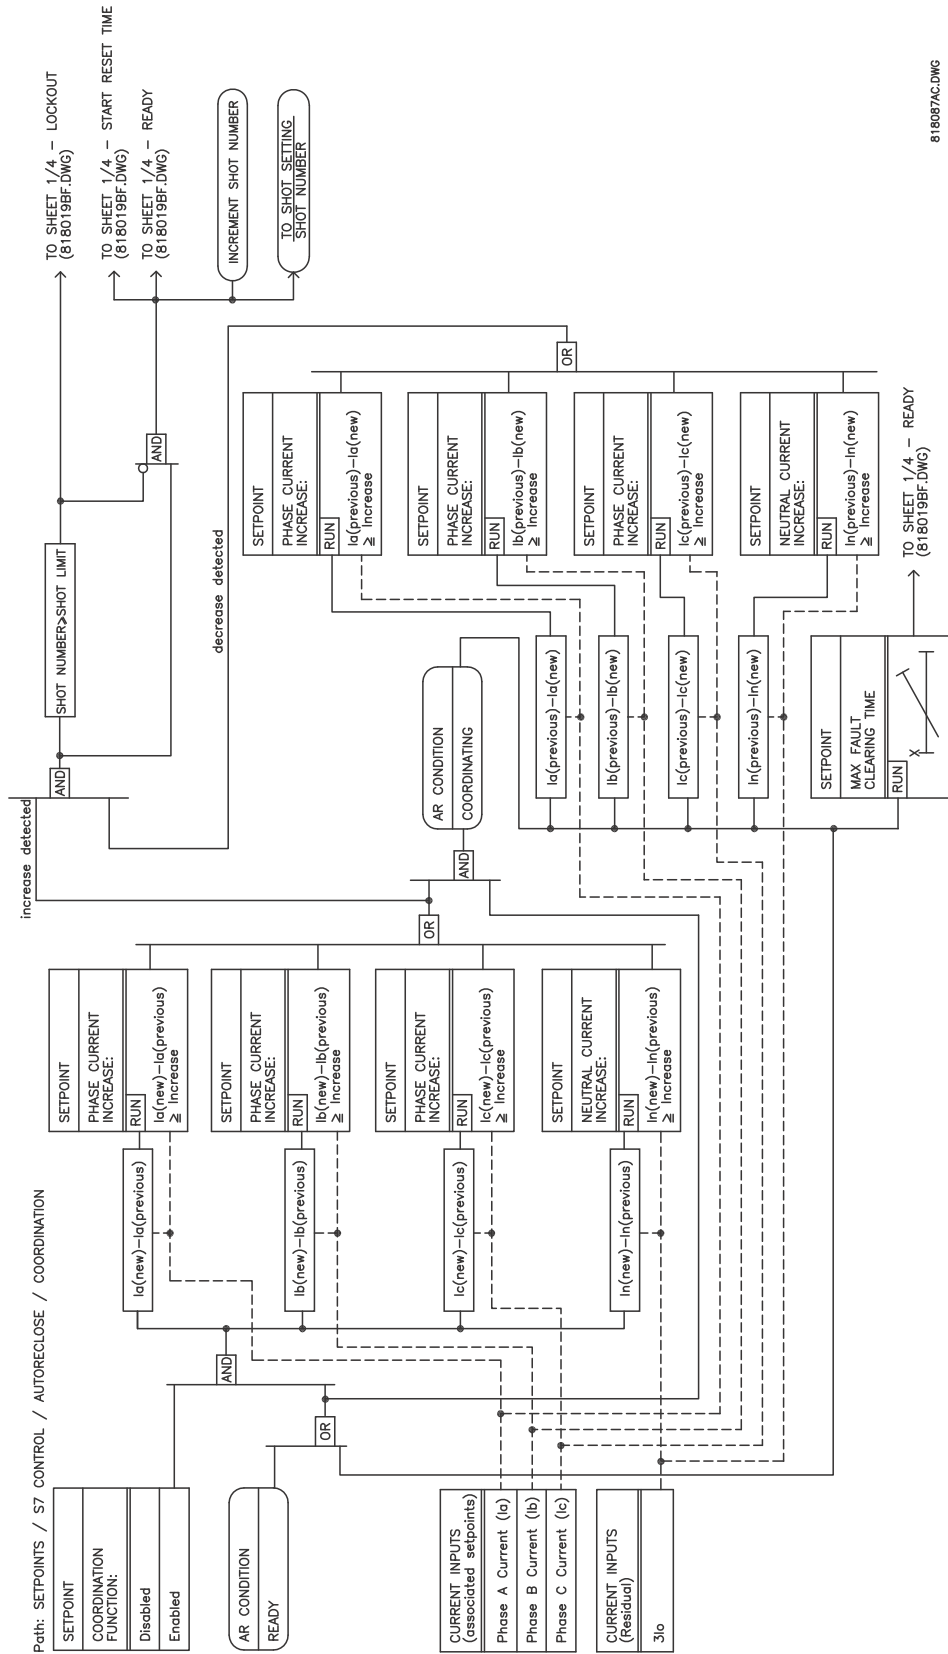 Path: SETPOINTS / S7 CONTROL / AUTORECLOSE / COORDINATION
SETPOINT
COORDINATION
FUNCTION:
Disabled
Enabled
AR CONDITION
READY
CURRENT INPUTS
(associated setpoints)
Phase A Current (Ia)
Phase B Current (Ib)
Phase C Current (Ic)
CURRENT INPUTS
(Residual)
3Io
OR
AND
Ia(new)–Ia(previous)
Ib(new)–Ib(previous)
Ic(new)–Ic(previous)
In(new)–In(previous)
SETPOINT
PHASE CURRENT
INCREASE:
RUN
Ia(new)–Ia(previous)
≥ Increase
SETPOINT
PHASE CURRENT
INCREASE:
RUN
Ib(new)–Ib(previous)
≥ Increase
SETPOINT
PHASE CURRENT
INCREASE:
RUN
Ic(new)–Ic(previous)
≥ Increase
SETPOINT
NEUTRAL CURRENT
INCREASE:
RUN
In(new)–In(previous)
≥ Increase
OR
AND
AR CONDITION
COORDINATING
increase detected
AND
decrease detected
SHOT NUMBER≥SHOT LIMIT
AND
Ia(previous)–Ia(new)
Ib(previous)–Ib(new)
Ic(previous)–Ic(new)
In(previous)–In(new)
SETPOINT
MAX FAULT
CLEARING TIME
RUN
X
SETPOINT
PHASE CURRENT
INCREASE:
RUN
Ia(previous)–Ia(new)
≥ Increase
SETPOINT
PHASE CURRENT
INCREASE:
RUN
Ib(previous)–Ib(new)
≥ Increase
SETPOINT
PHASE CURRENT
INCREASE:
RUN
Ic(previous)–Ic(new)
≥ Increase
SETPOINT
NEUTRAL CURRENT
INCREASE:
RUN
In(previous)–In(new)
≥ Increase
OR
TO SHEET 1/4 – READY
(818019BF.DWG)
TO SHEET 1/4 – LOCKOUT
(818019BF.DWG)
TO SHEET 1/4 – START RESET TIME
(818019BF.DWG)
TO SHEET 1/4 – READY
(818019BF.DWG)
INCREMENT SHOT NUMBER
TO SHOT SETTING
SHOT NUMBER
818087AC.DWG